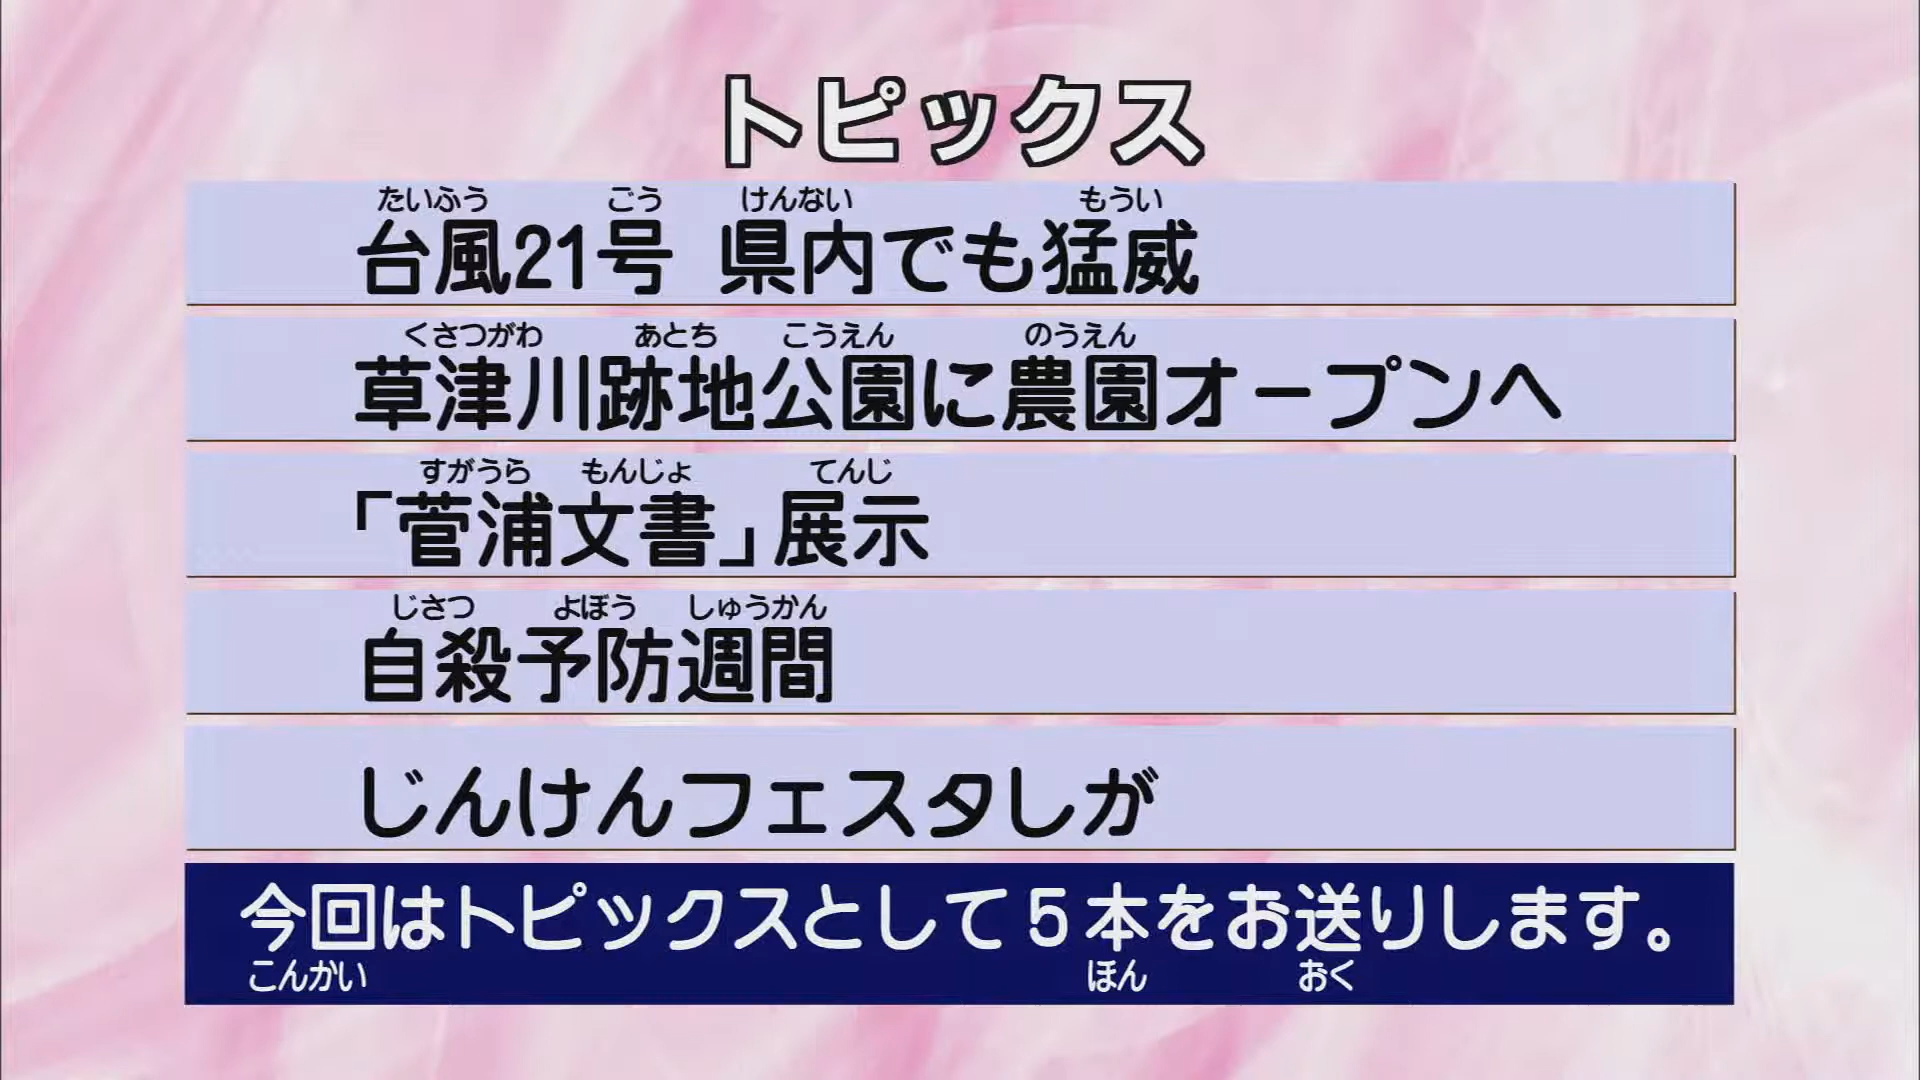 トピックス
たいふう ごう けんない もうい
台風21号 県内でも猛威
くさつがわ あとち こうえん のうえん
草津川跡地公園に農園オープンへ
すがうら もんじょ てんじ
「菅浦文書」展示
じさつ よぼう しゅうかん
自殺予防週間
じんけんフェスタしが
今回はトピックスとして5本をお送りします。
こんかい ほん おく